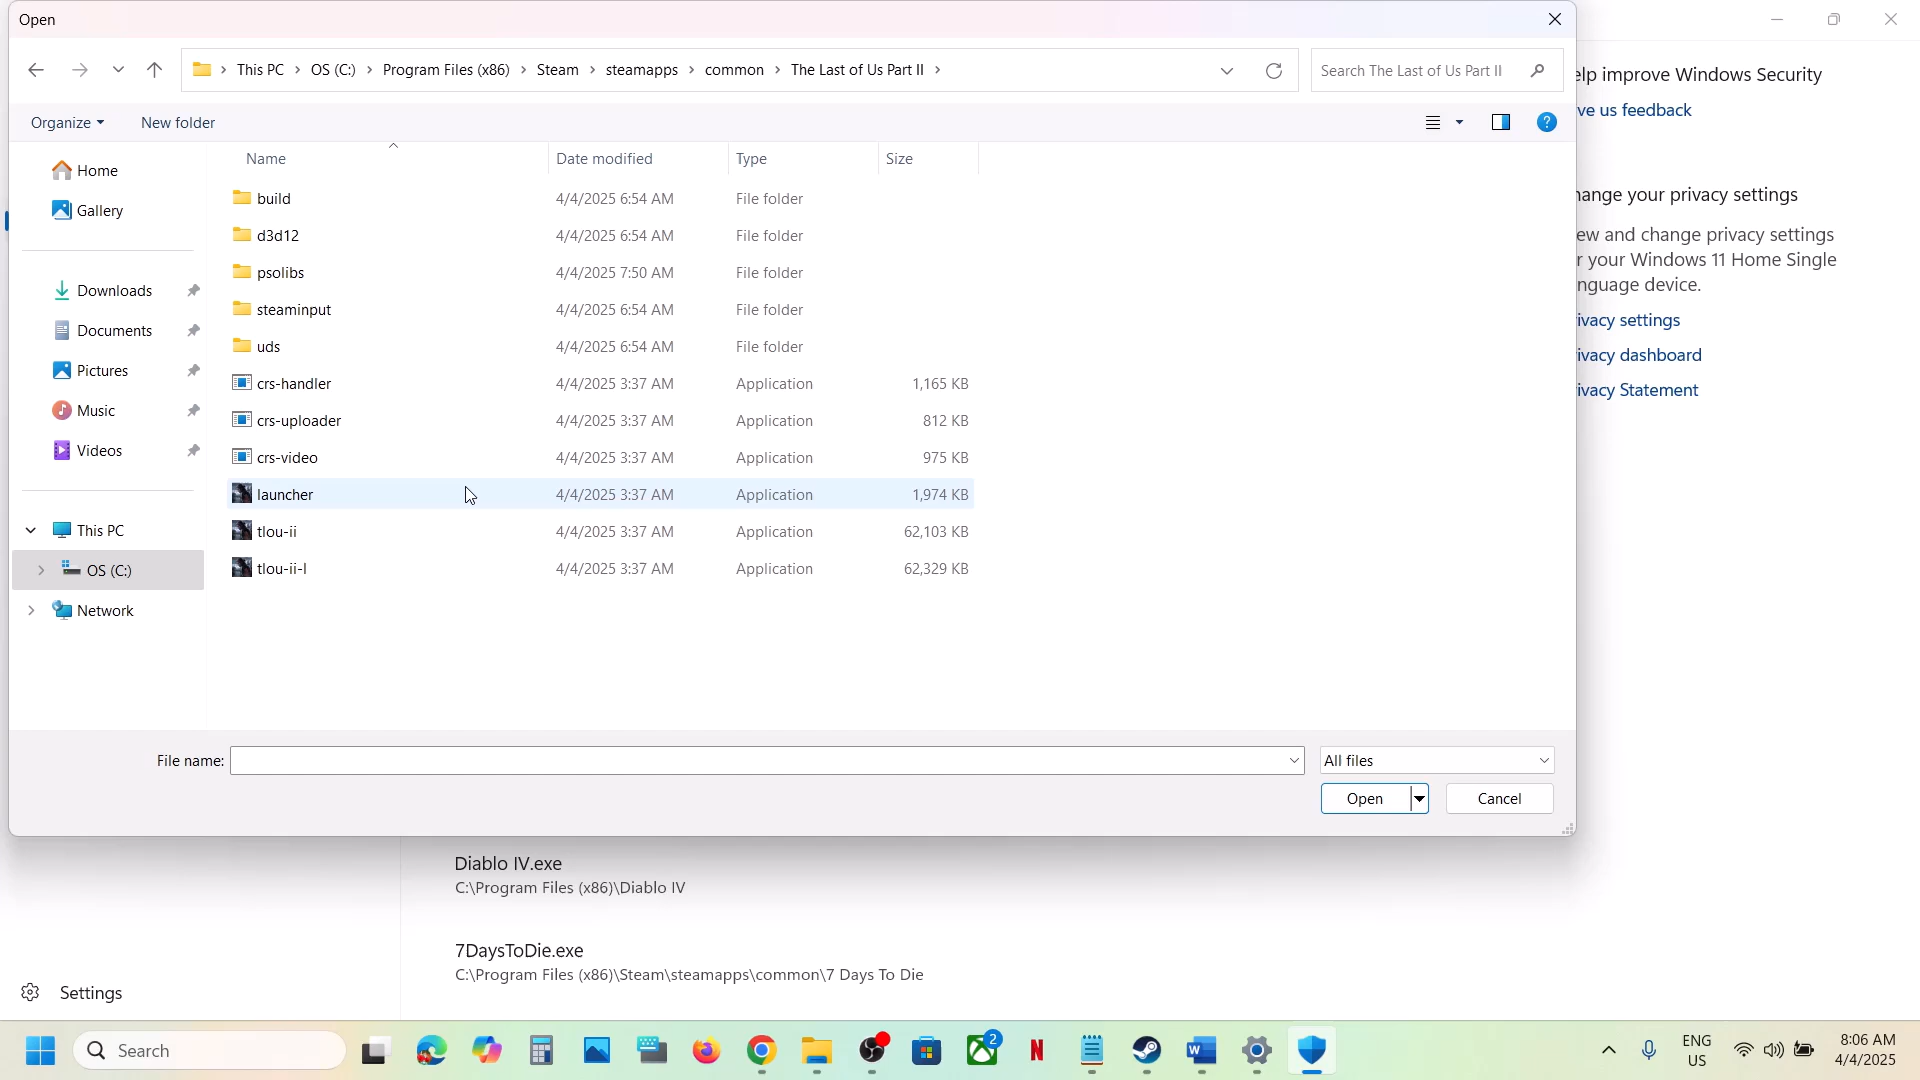 Open
This PC > OS (C:) > Program Files (x86) > Steam > steamapps > common > The Last of Us Part II >
Search The Last of Us Part II
Organize
New folder
Name
Date modified
Type
Size
Home
Gallery
Downloads
Documents
Pictures
Music
Videos
This PC
OS (C:)
Network
build 4/4/2025 6:54 AM File folder
d3d12 4/4/2025 6:54 AM File folder
psolibs 4/4/2025 7:50 AM File folder
steaminput 4/4/2025 6:54 AM File folder
uds 4/4/2025 6:54 AM File folder
crs-handler 4/4/2025 3:37 AM Application 1,165 KB
crs-uploader 4/4/2025 3:37 AM Application 812 KB
crs-video 4/4/2025 3:37 AM Application 975 KB
launcher 4/4/2025 3:37 AM Application 1,974 KB
tlou-ii 4/4/2025 3:37 AM Application 62,103 KB
tlou-ii-l 4/4/2025 3:37 AM Application 62,329 KB
File name:
All files
Open
Cancel
elp improve Windows Security
ve us feedback
ange your privacy settings
ew and change privacy settings
r your Windows 11 Home Single
nguage device.
ivacy settings
ivacy dashboard
ivacy Statement
Diablo IV.exe
C:\Program Files (x86)\Diablo IV
7DaysToDie.exe
C:\Program Files (x86)\Steam\steamapps\common\7 Days To Die
Settings
Search
2
N
ENG
US
8:06 AM
4/4/2025